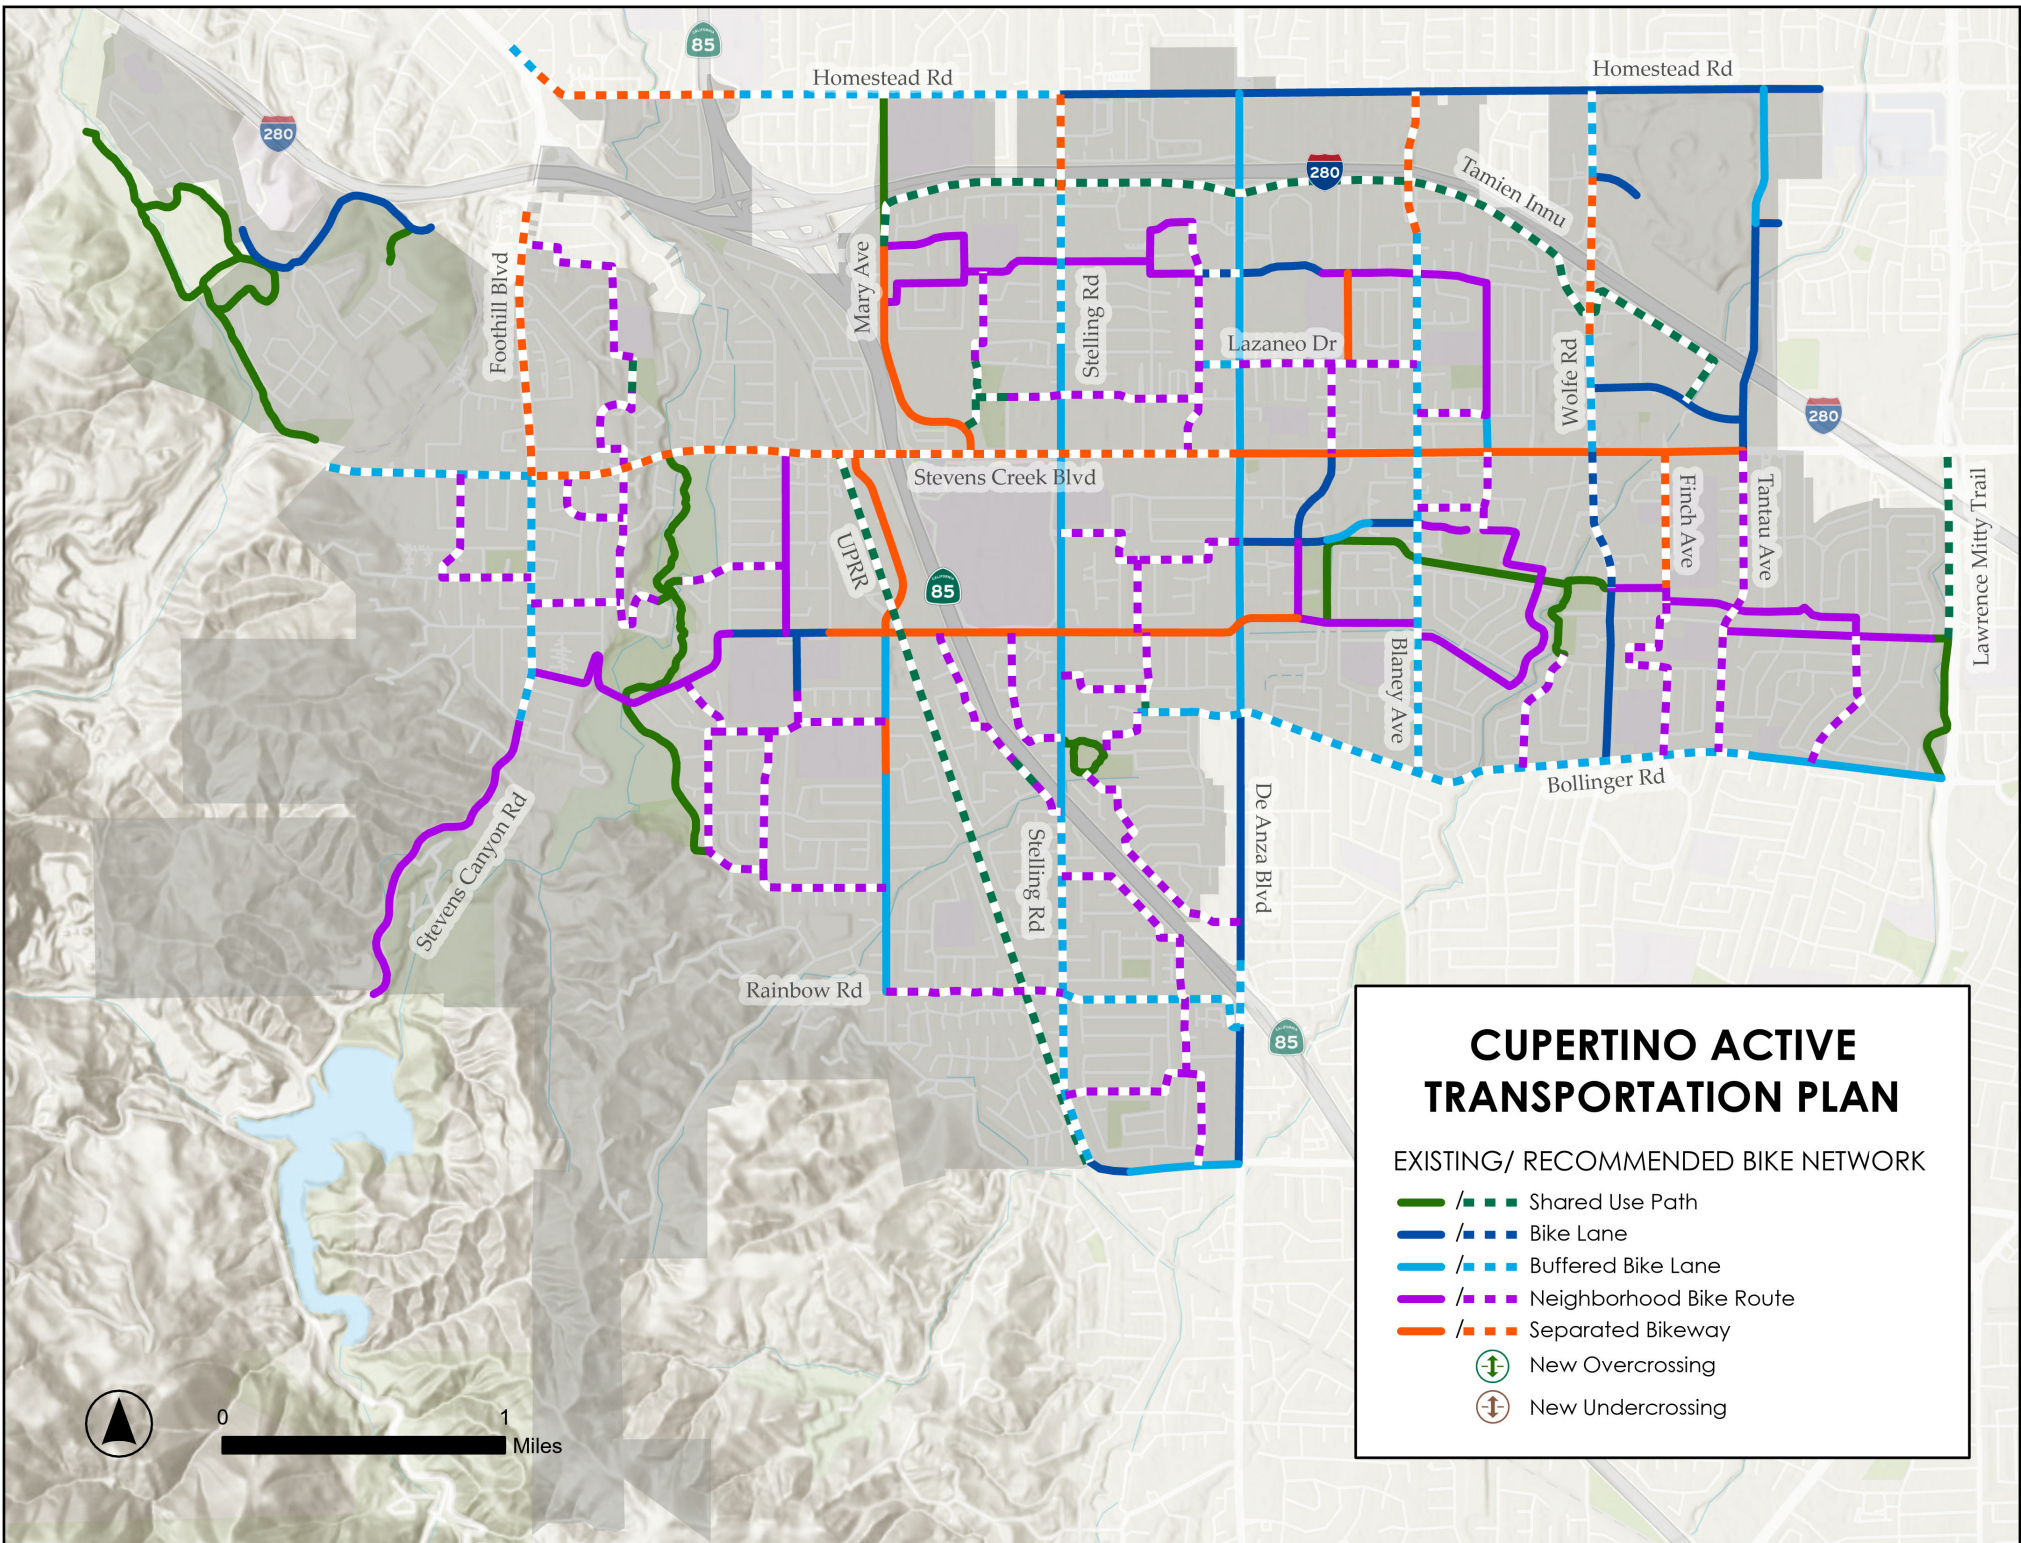 CALIFORNIA
85
Homestead Rd
Homestead Rd
280
280
Tamien Innu
Foothill Blvd
Mary Ave
Stelling Rd
Lazaneo Dr
Wolfe Rd
280
Stevens Creek Blvd
Finch Ave
Tantau Ave
Lawrence Mitty Trail
UPRR
CALIFORNIA
85
Blaney Ave
Bollinger Rd
Stevens Canyon Rd
Stelling Rd
De Anza Blvd
Rainbow Rd
CALIFORNIA
85
CUPERTINO ACTIVE
TRANSPORTATION PLAN
EXISTING/ RECOMMENDED BIKE NETWORK
/ Shared Use Path
/ Bike Lane
/ Buffered Bike Lane
/ Neighborhood Bike Route
/ Separated Bikeway
New Overcrossing
New Undercrossing
0 1
Miles